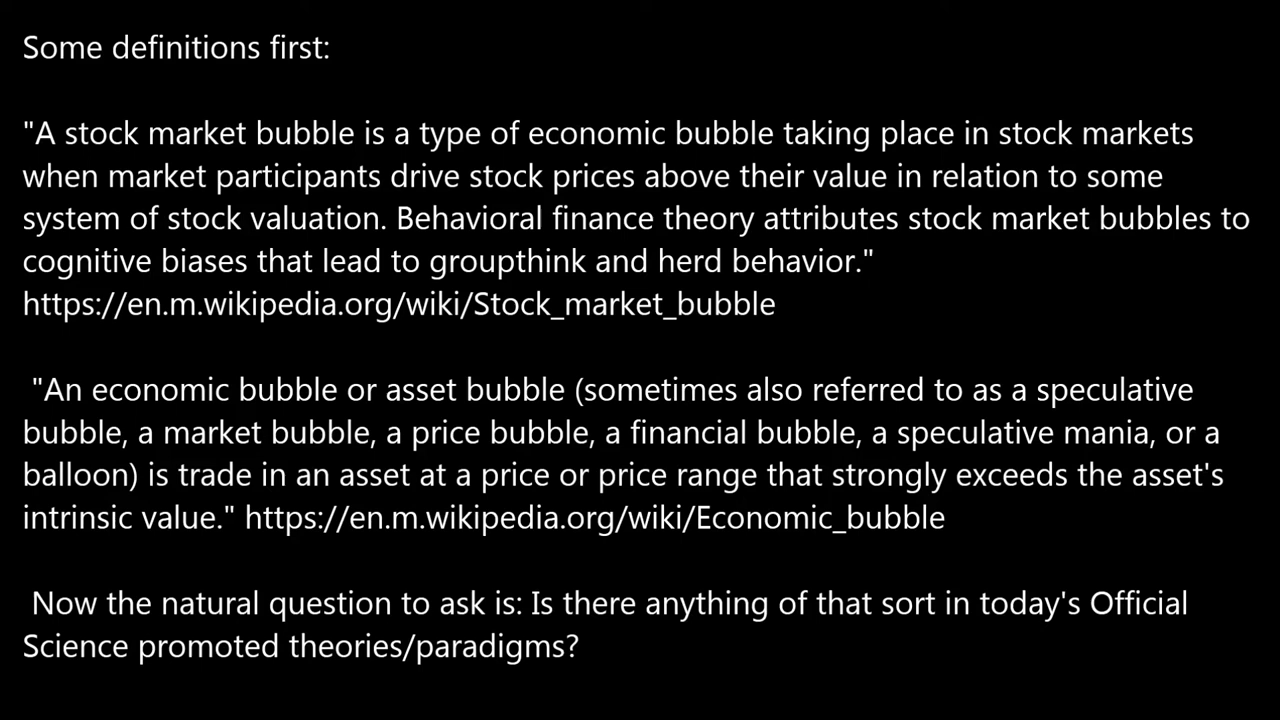 Some definitions first:
"A stock market bubble is a type of economic bubble taking place in stock markets
when market participants drive stock prices above their value in relation to some
system of stock valuation. Behavioral finance theory attributes stock market bubbles to
cognitive biases that lead to groupthink and herd behavior."
https://en.m.wikipedia.org/wiki/Stock_market_bubble
"An economic bubble or asset bubble (sometimes also referred to as a speculative
bubble, a market bubble, a price bubble, a financial bubble, a speculative mania, or a
balloon) is trade in an asset at a price or price range that strongly exceeds the asset's
intrinsic value." https://en.m.wikipedia.org/wiki/Economic_bubble
Now the natural question to ask is: Is there anything of that sort in today's Official
Science promoted theories/paradigms?